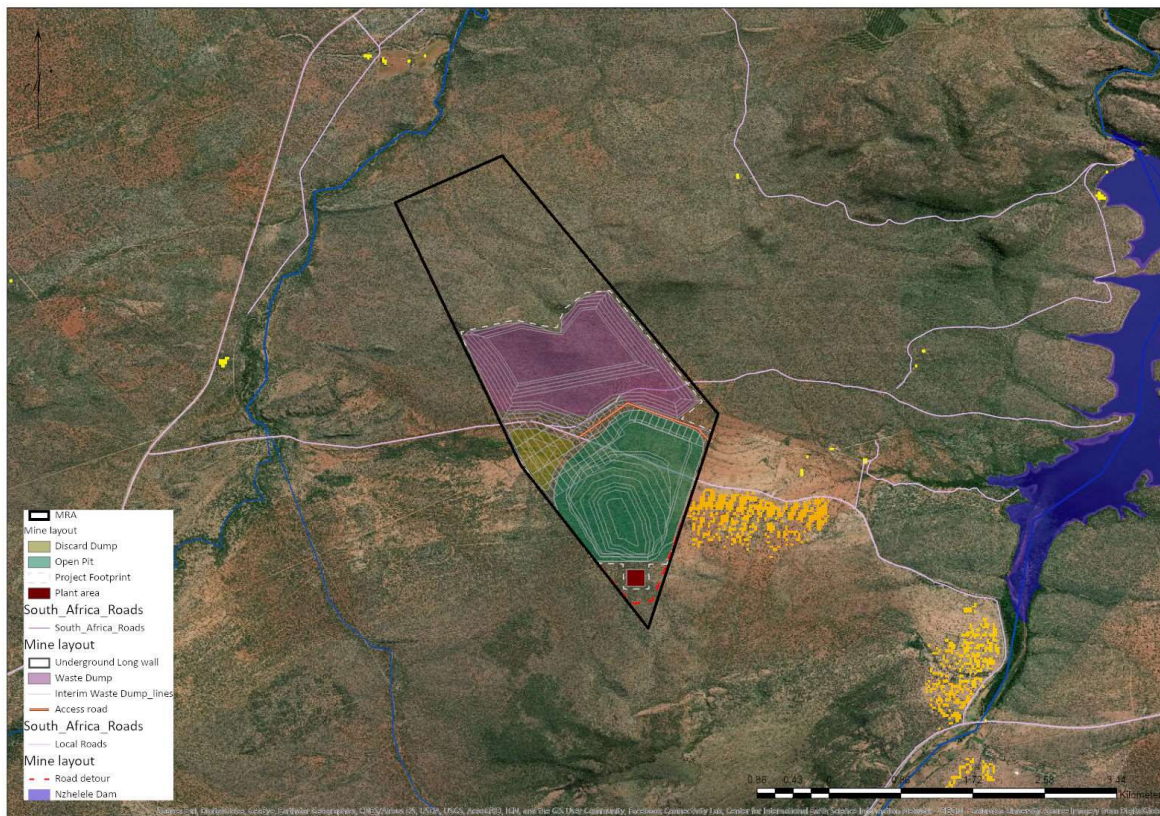 MRA
Mine layout
Discard Dump
Open Pit
Project Footprint
Plant area
South_Africa_Roads
South_Africa_Roads
Mine layout
Underground Long wall
Waste Dump
Interim Waste Dump_lines
Access road
South_Africa_Roads
Local Roads
Mine layout
Road detour
Nzhelele Dam
0.86 0.43 0 0.86 1.72 2.58 3.44
Kilometer